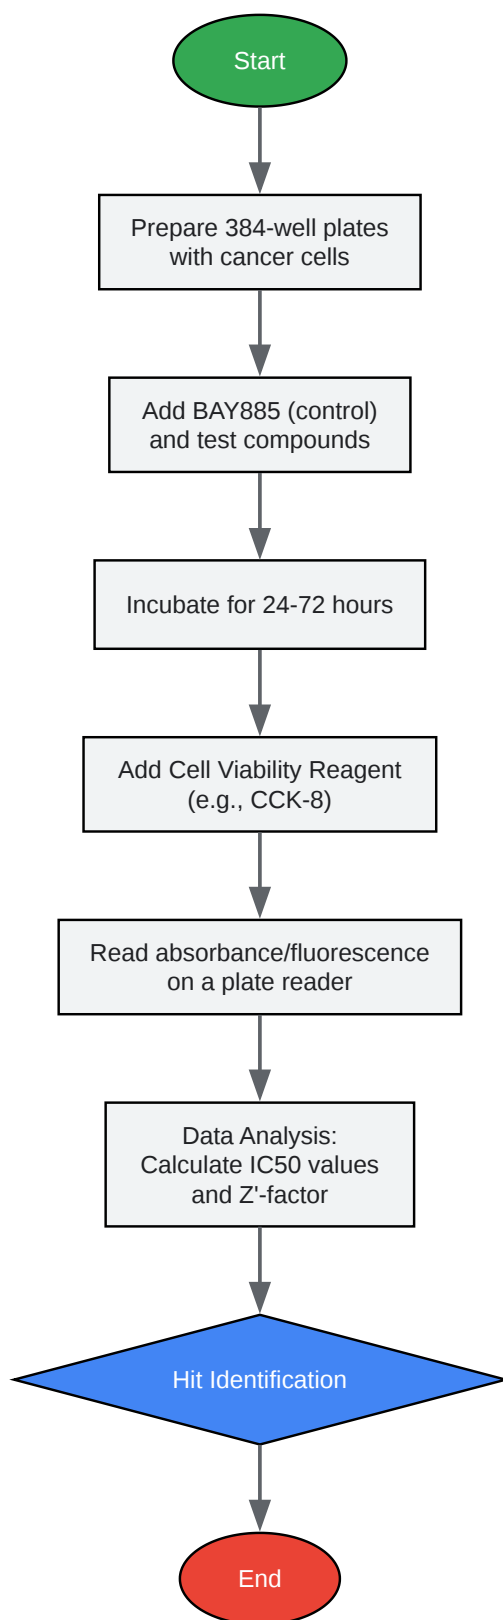 Start
Prepare 384-well plates
with cancer cells
Add BAY885 (control)
and test compounds
Incubate for 24-72 hours
Add Cell Viability Reagent
(e.g., CCK-8)
Read absorbance/fluorescence
on a plate reader
Data Analysis:
Calculate IC50 values
and Z'-factor
Hit Identification
End